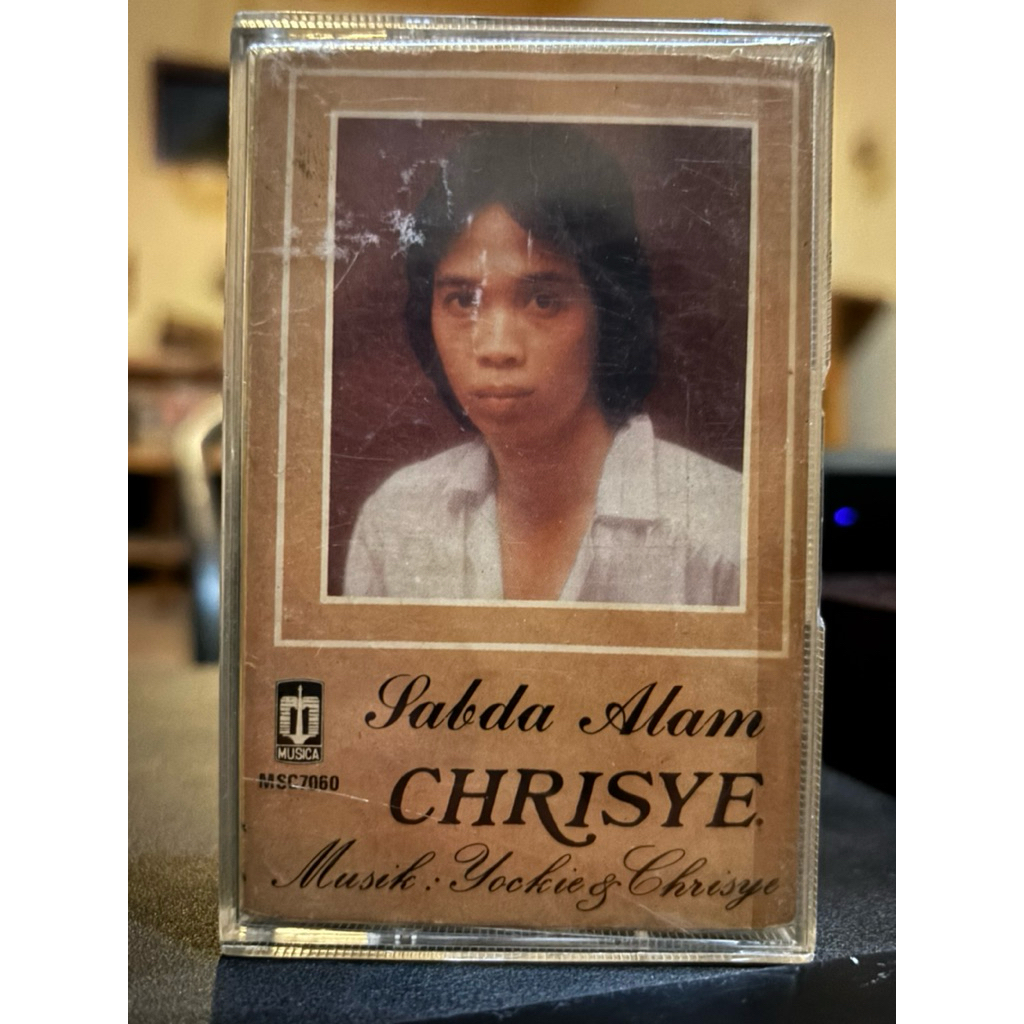 Sabda Alam
MUSICA
MSC7060
CHRISYE.
Musik: Yockie & Chrisye